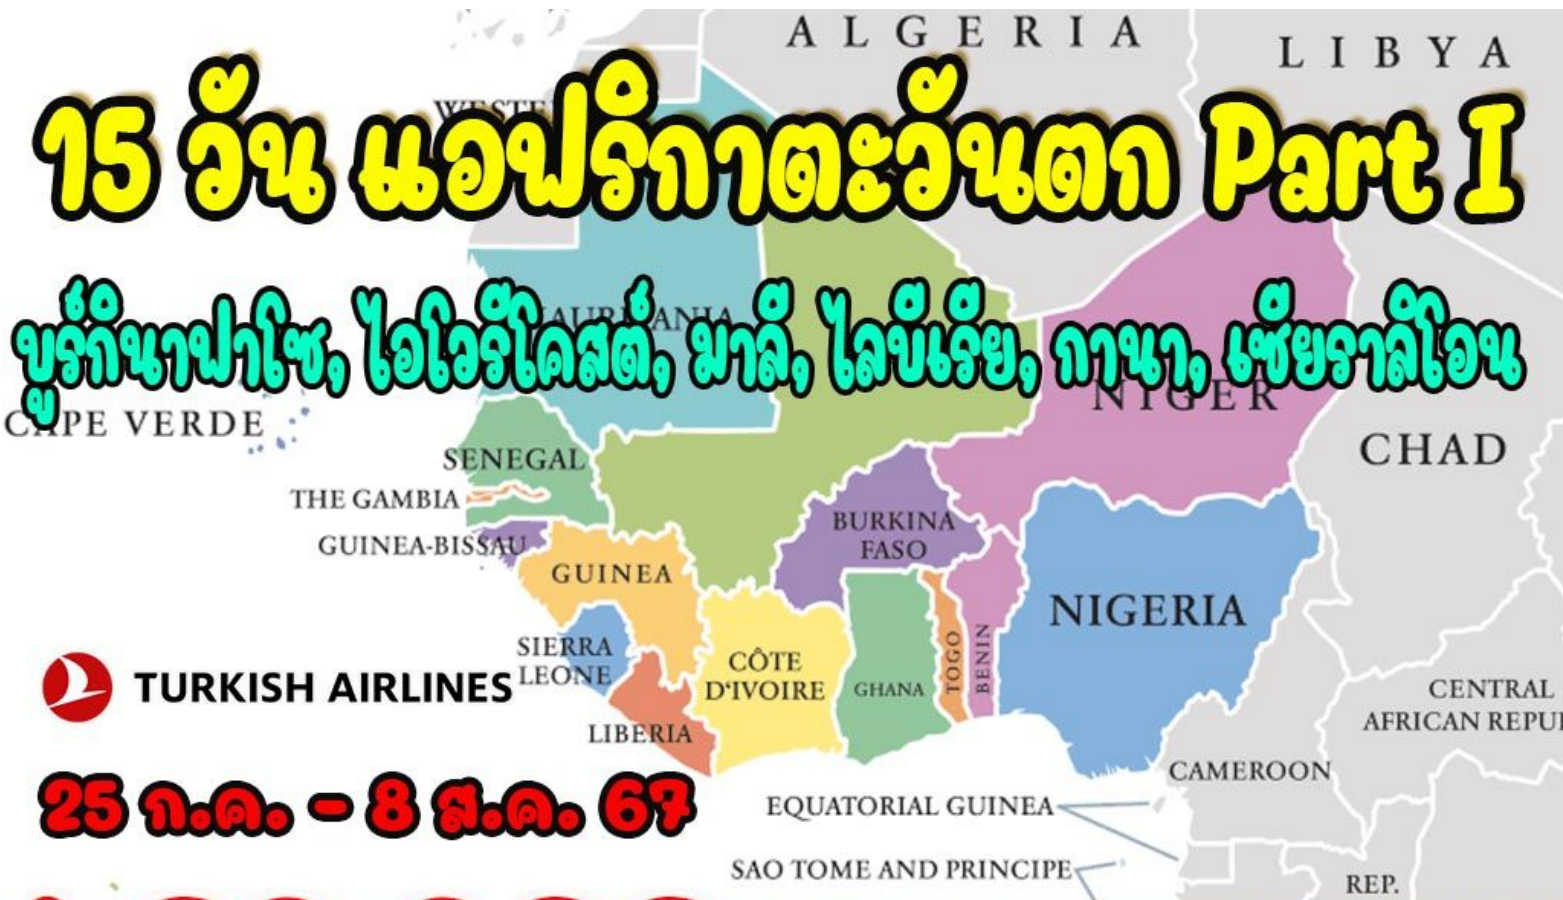 ALGERIA
LIBYA
15 วัน แอฟริกาตะวันตก Part I
บูร์กินาฟาโซ, ไอโวรีโคสต์, มาลี, ไลบีเรีย, กานา, เซียราลีโอน
NIGER
CAPE VERDE
CHAD
SENEGAL
THE GAMBIA
BURKINA
FASO
GUINEA-BISSAU
GUINEA
NIGERIA
SIERRA
LEONE
CÔTE
D'IVOIRE
GHANA
TOGO
BENIN
TURKISH AIRLINES
LIBERIA
CENTRAL
AFRICAN REPU
CAMEROON
25 ก.ค. - 8 ส.ค. 67
EQUATORIAL GUINEA
SAO TOME AND PRINCIPE
REP.